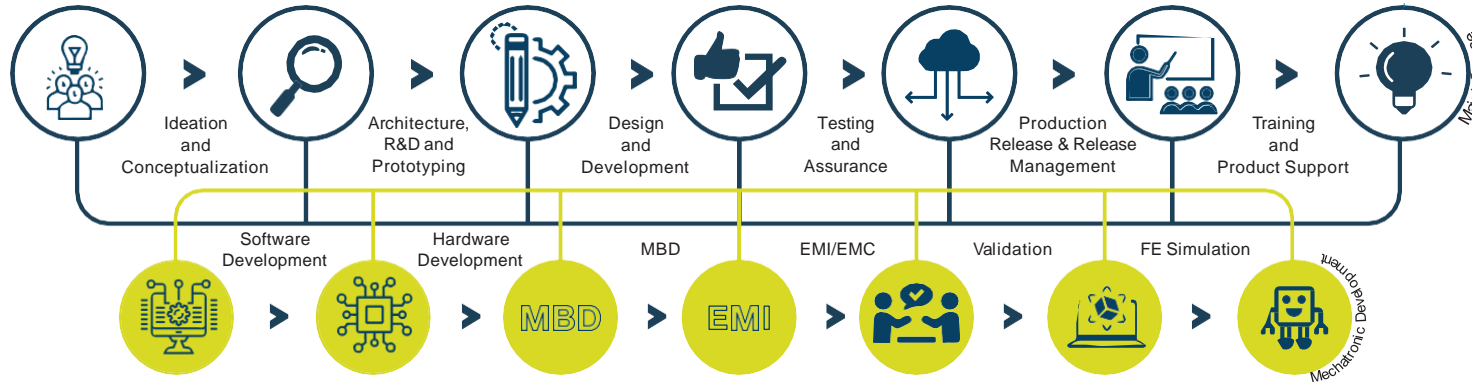 Ideation
and
Conceptualization
Architecture,
R&D and
Prototyping
Design
and
Development
Testing
and
Assurance
Production
Release & Release
Management
Training
and
Product Support
Software
Development
Hardware
Development
MBD
EMI/EMC
Validation
FE Simulation
MBD
EMI
Mechatronic Development